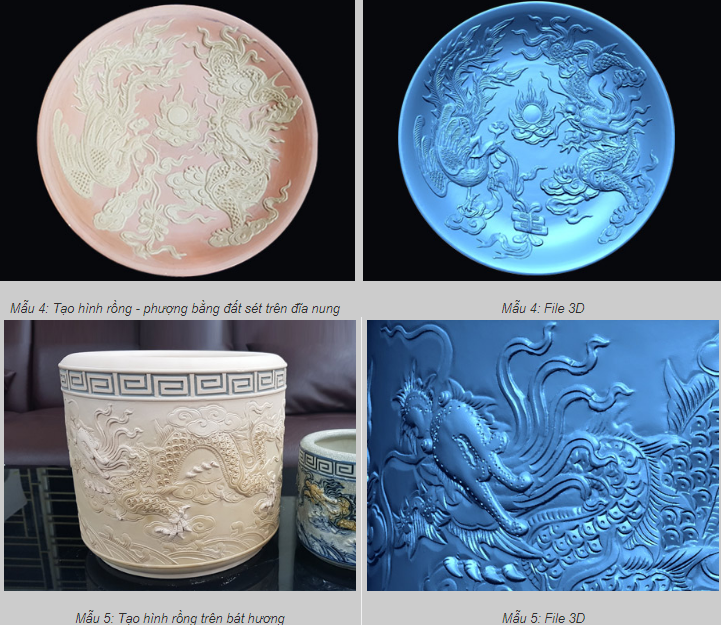 Mẫu 4: Tạo hình rồng - phượng bằng đất sét trên đĩa nung
Mẫu 4: File 3D
Mẫu 5: Tạo hình rồng trên bát hương
Mẫu 5: File 3D